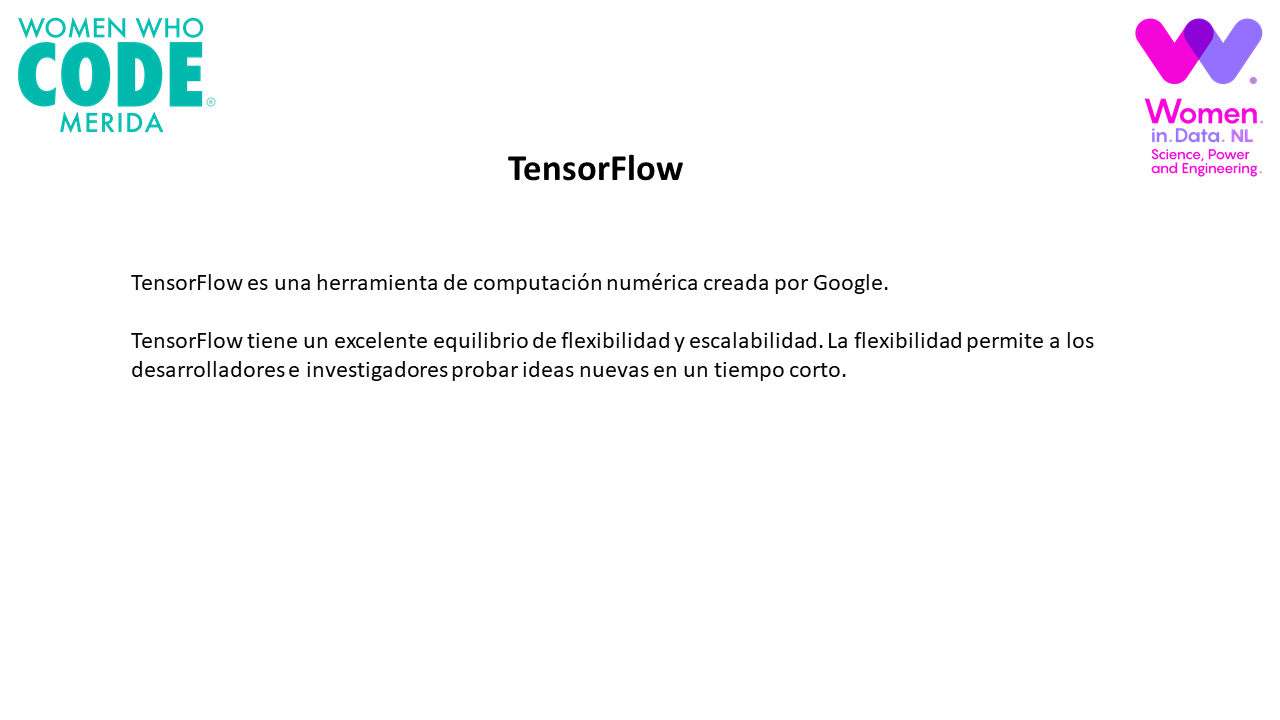 WOMEN WHO
CODE®
MERIDA
Women.
in.Data.NL
Science, Power
and Engineering.
TensorFlow
TensorFlow es una herramienta de computación numérica creada por Google.
TensorFlow tiene un excelente equilibrio de flexibilidad y escalabilidad. La flexibilidad permite a los
desarrolladores e investigadores probar ideas nuevas en un tiempo corto.